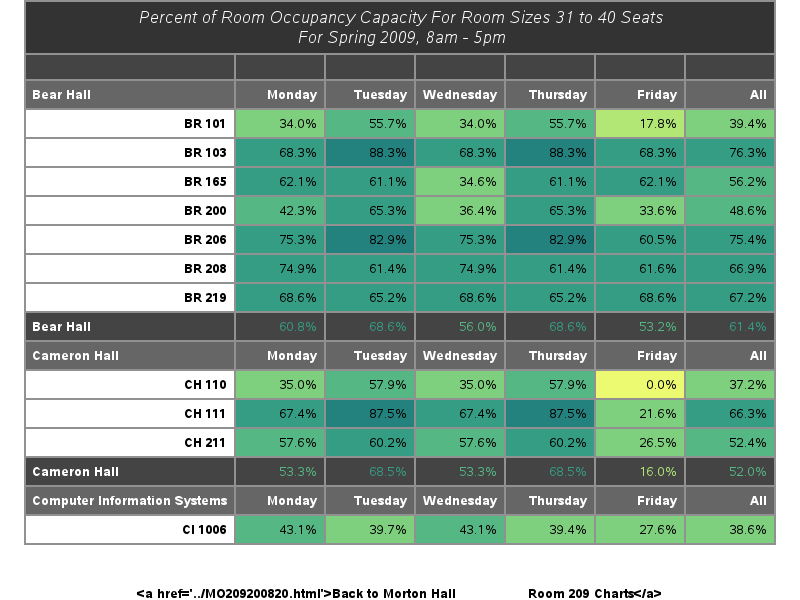 Percent of Room Occupancy Capacity For Room Sizes 31 to 40 Seats
For Spring 2009, 8am - 5pm
Bear Hall Monday Tuesday Wednesday Thursday Friday All
BR 101 34.0% 55.7% 34.0% 55.7% 17.8% 39.4%
BR 103 68.3% 88.3% 68.3% 88.3% 68.3% 76.3%
BR 165 62.1% 61.1% 34.6% 61.1% 62.1% 56.2%
BR 200 42.3% 65.3% 36.4% 65.3% 33.6% 48.6%
BR 206 75.3% 82.9% 75.3% 82.9% 60.5% 75.4%
BR 208 74.9% 61.4% 74.9% 61.4% 61.6% 66.9%
BR 219 68.6% 65.2% 68.6% 65.2% 68.6% 67.2%
Bear Hall 60.8% 68.6% 56.0% 68.6% 53.2% 61.4%
Cameron Hall Monday Tuesday Wednesday Thursday Friday All
CH 110 35.0% 57.9% 35.0% 57.9% 0.0% 37.2%
CH 111 67.4% 87.5% 67.4% 87.5% 21.6% 66.3%
CH 211 57.6% 60.2% 57.6% 60.2% 26.5% 52.4%
Cameron Hall 53.3% 68.5% 53.3% 68.5% 16.0% 52.0%
Computer Information Systems Monday Tuesday Wednesday Thursday Friday All
CI 1006 43.1% 39.7% 43.1% 39.4% 27.6% 38.6%
<a href='../MO209200820.html'>Back to Morton Hall Room 209 Charts</a>